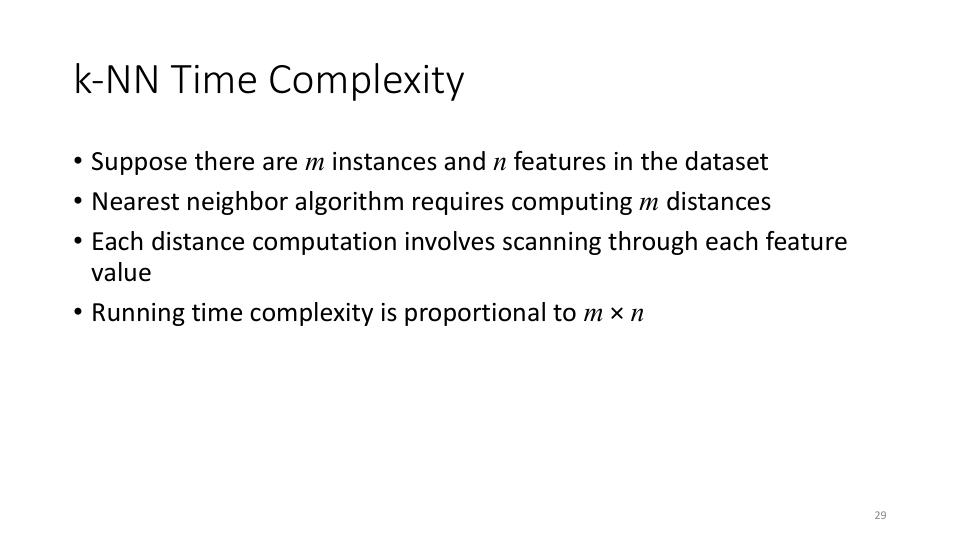 k-NN Time Complexity
• Suppose there are m instances and n features in the dataset
• Nearest neighbor algorithm requires computing m distances
• Each distance computation involves scanning through each feature
value
• Running time complexity is proportional to m × n
29